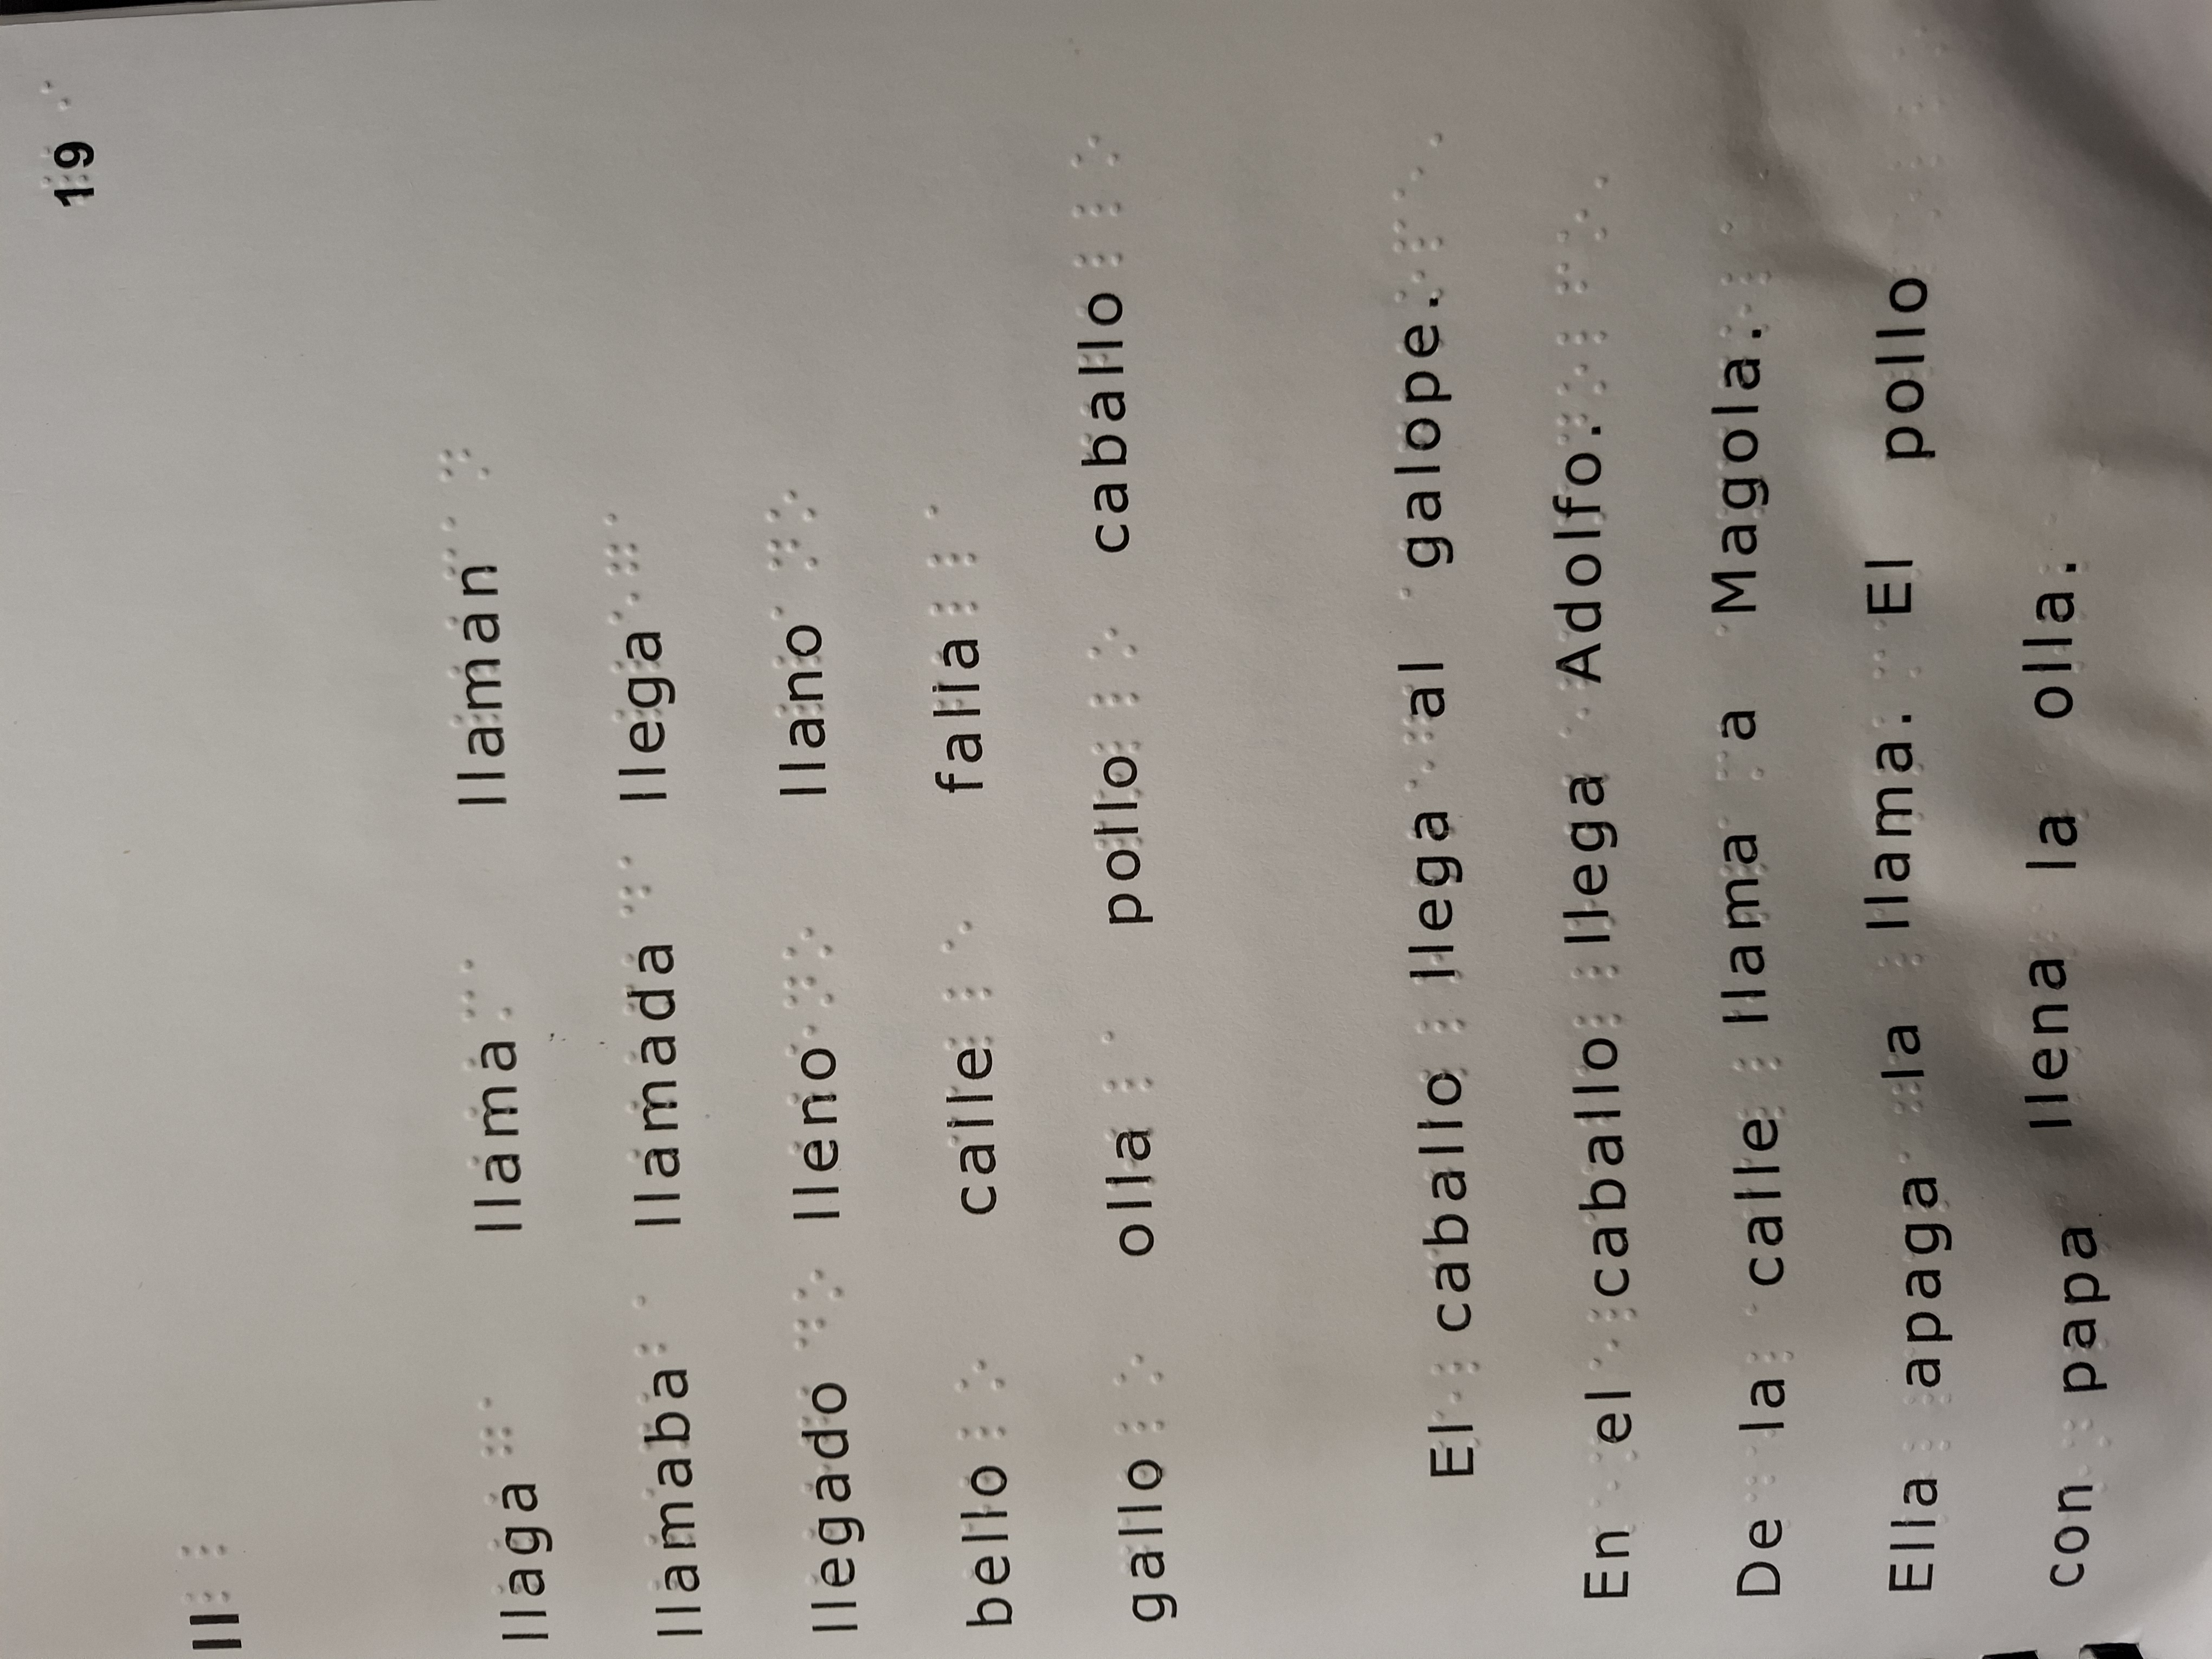 19
ll
llaga llama llaman
llamaba llamada llega
llegado lleno llano
bello calle falla
gallo olla pollo caballo
El caballo llega al galope.
En el caballo llega Adolfo.
De la calle llama a Magola.
Ella apaga la llama. El pollo
con papa llena la olla.